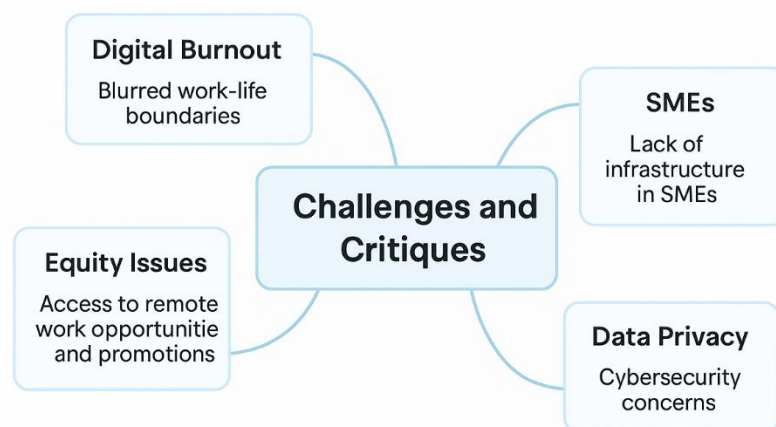 Digital Burnout
Blurred work-life
boundaries
SMEs
Lack of
infrastructure
in SMEs
Challenges and
Critiques
Equity Issues
Access to remote
work opportunitie
and promotions
Data Privacy
Cybersecurity
concerns